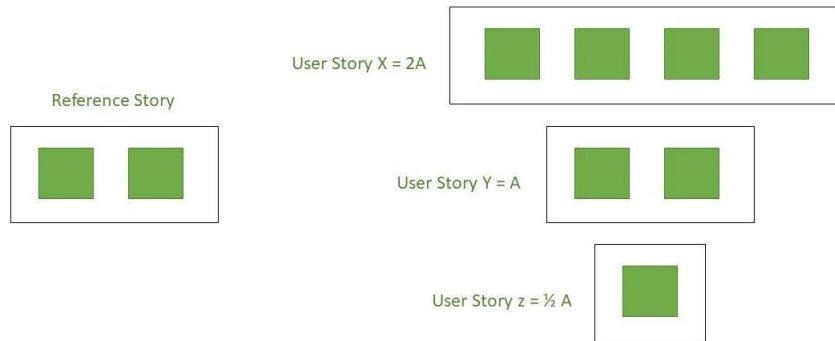 User Story X = 2A
Reference Story
User Story Y = A
User Story z = ½ A